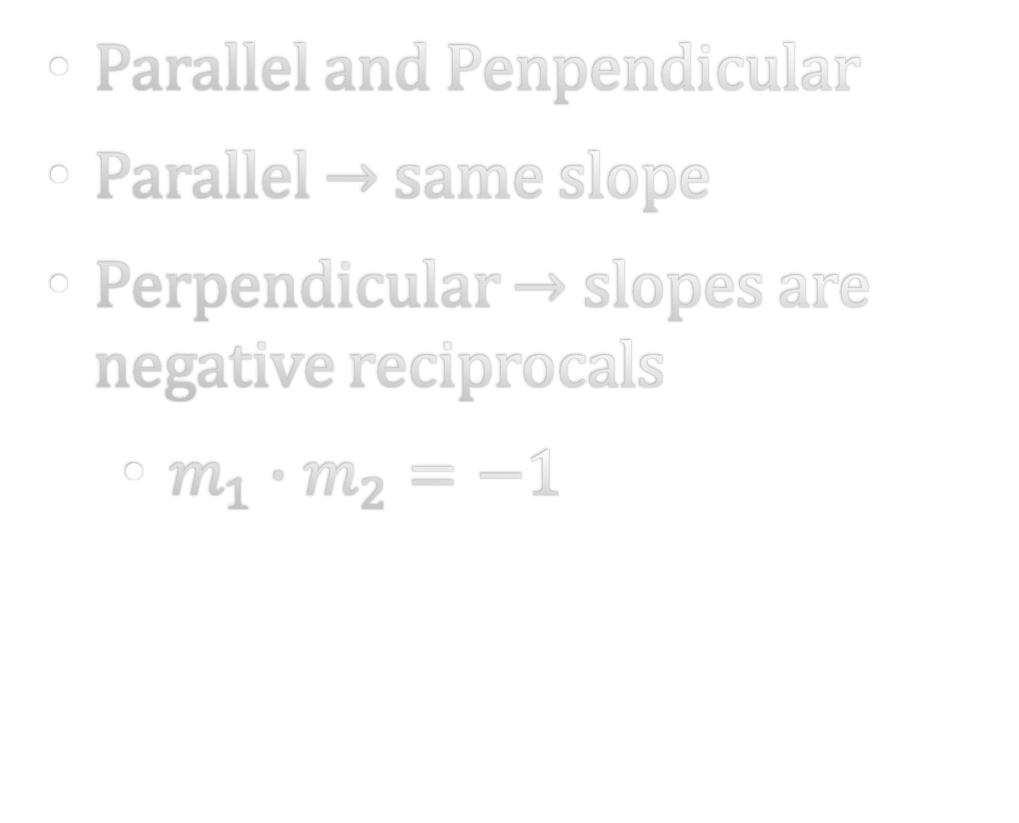 Parallel and Penpendicular
Parallel → same slope
Perpendicular → slopes are
negative reciprocals
m₁ · m₂ = −1